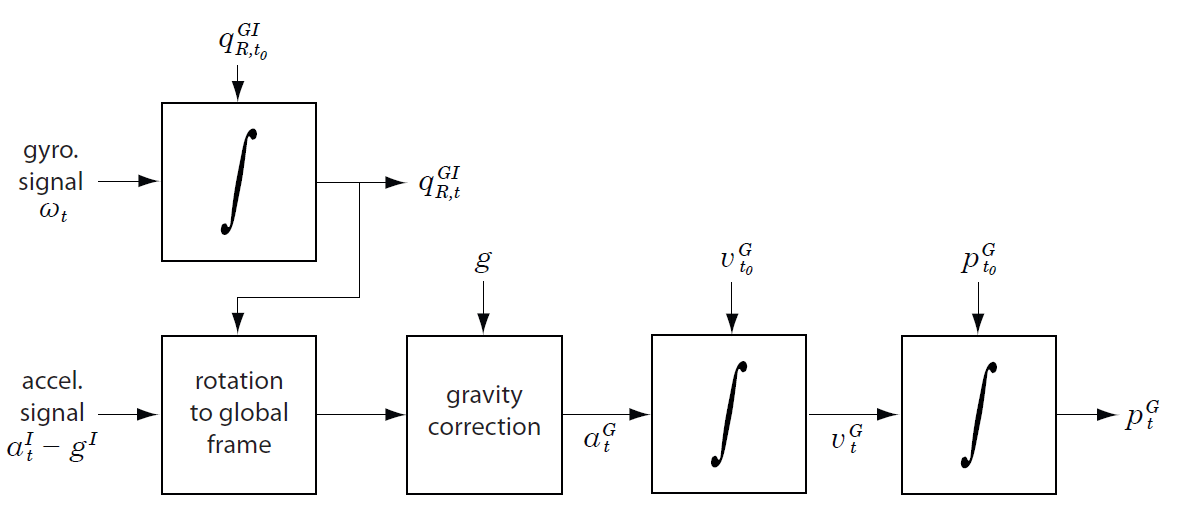 q^{GI}_{R,t_0}
gyro.
signal
ω_t
∫
q^{GI}_{R,t}
g
v^G_{t_0}
p^G_{t_0}
accel.
signal
a^I_t − g^I
rotation
to global
frame
gravity
correction
a^G_t
∫
v^G_t
∫
p^G_t